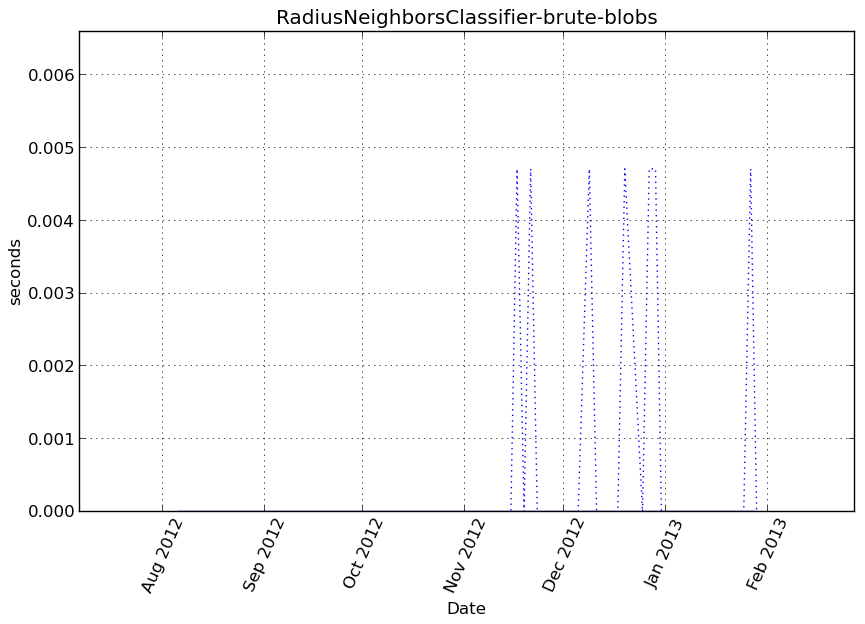 RadiusNeighborsClassifier-brute-blobs
0.006
0.005
0.004
0.003
0.002
0.001
0.000
seconds
Aug 2012
Sep 2012
Oct 2012
Nov 2012
Dec 2012
Jan 2013
Feb 2013
Date